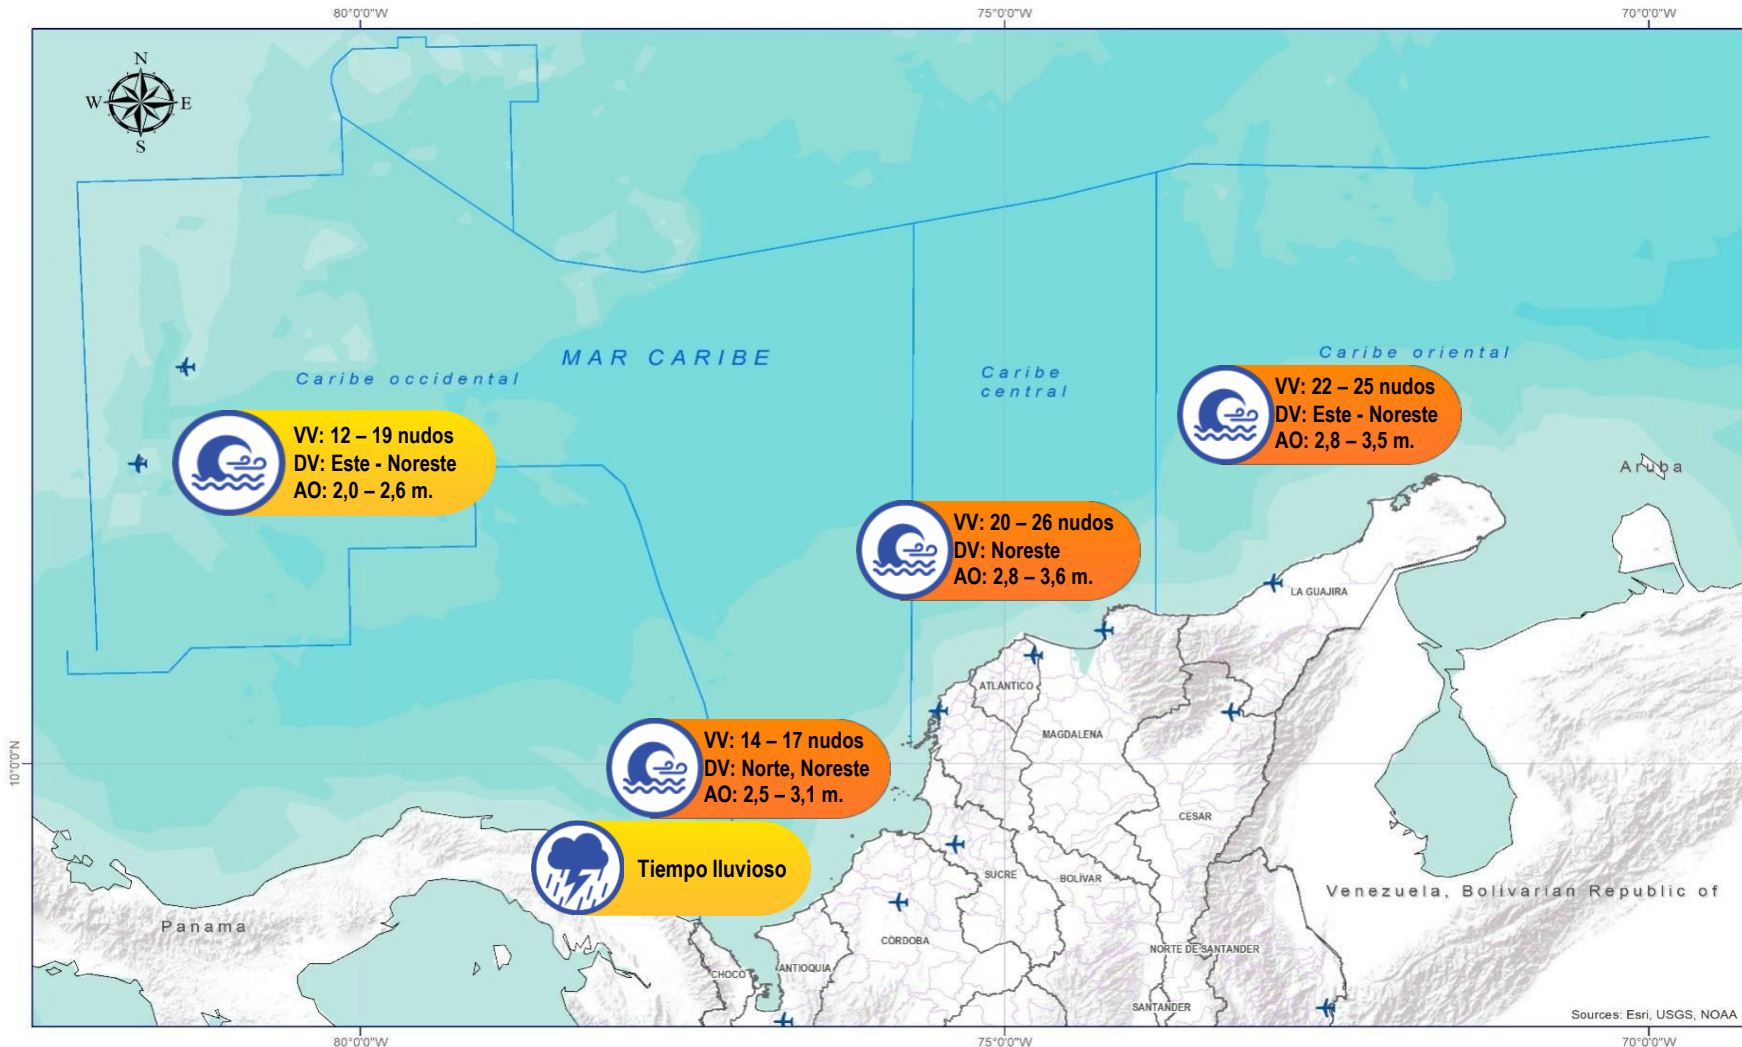 80°0'0"W
75°0'0"W
70°0'0"W
N
W
E
S
MAR CARIBE
Caribe occidental
Caribe
central
Caribe oriental
VV: 22 – 25 nudos
DV: Este - Noreste
AO: 2,8 – 3,5 m.
VV: 12 – 19 nudos
DV: Este - Noreste
AO: 2,0 – 2,6 m.
Aruba
VV: 20 – 26 nudos
DV: Noreste
AO: 2,8 – 3,6 m.
LA GUAJIRA
ATLÁNTICO
MAGDALENA
VV: 14 – 17 nudos
DV: Norte, Noreste
AO: 2,5 – 3,1 m.
10°0'0"N
CESAR
Tiempo lluvioso
SUCRE
BOLÍVAR
Venezuela, Bolivarian Republic of
Panama
CÓRDOBA
NORTE DE SANTANDER
CHOCÓ
ANTIOQUIA
SANTANDER
Sources: Esri, USGS, NOAA
80°0'0"W
75°0'0"W
70°0'0"W